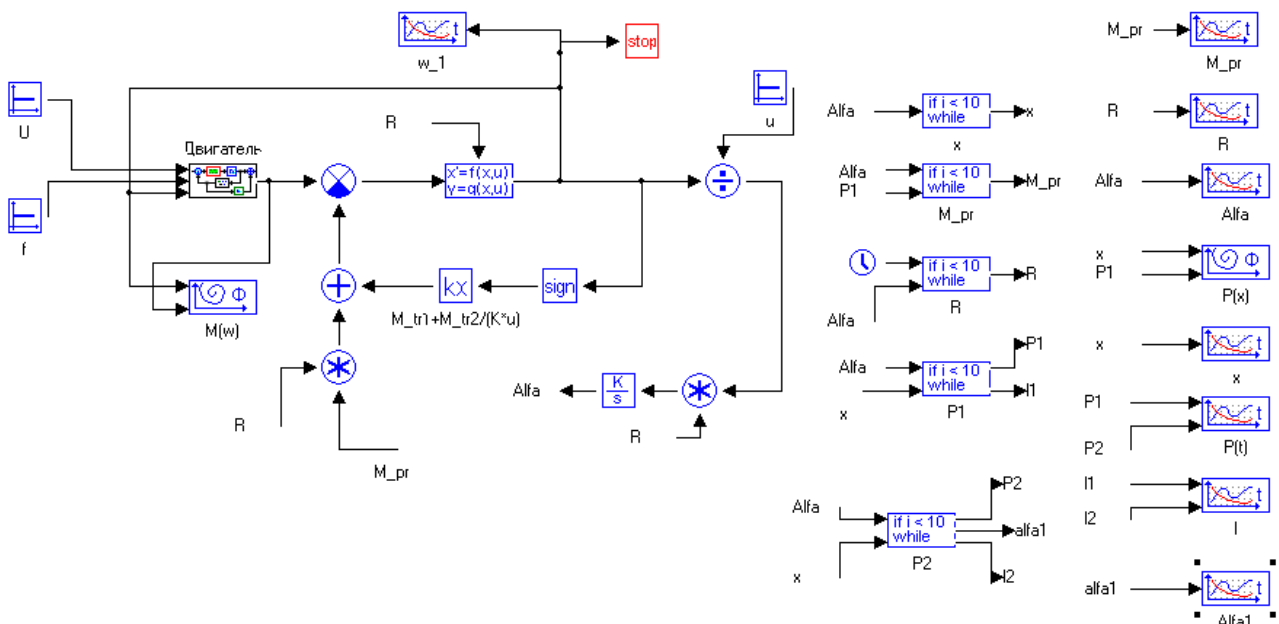 w_1
stop
U
Двигатель
f
M(w)
R
x'=f(x,u)
y=g(x,u)
u
kx
sign
M_tr1+M_tr2/(K*u)
R
M_pr
Alfa
K
s
R
Alfa
if i < 10
while
x
x
Alfa
P1
if i < 10
while
M_pr
M_pr
if i < 10
while
R
R
Alfa
Alfa
x
if i < 10
while
P1
I1
P1
Alfa
x
if i < 10
while
P2
alfa1
I2
P2
M_pr
t
M_pr
R
t
R
Alfa
t
Alfa
x
P1
Ф
P(x)
x
t
x
P1
P2
t
P(t)
I1
I2
t
I
alfa1
t
Alfa1
t
Ф